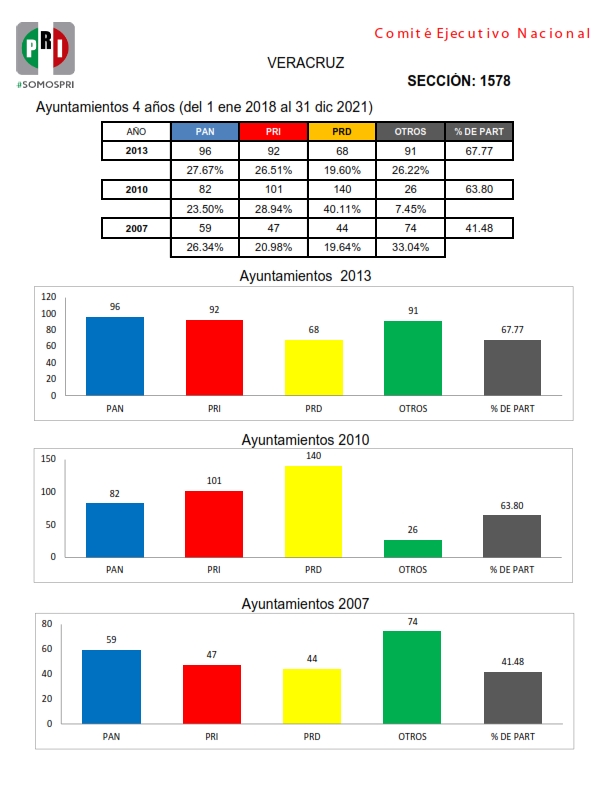 Comité Ejecutivo Nacional
PRI
#SOMOSPRI
VERACRUZ
SECCIÓN: 1578
Ayuntamientos 4 años (del 1 ene 2018 al 31 dic 2021)
AÑO PAN PRI PRD OTROS % DE PART
2013 96 92 68 91 67.77
27.67% 26.51% 19.60% 26.22%
2010 82 101 140 26 63.80
23.50% 28.94% 40.11% 7.45%
2007 59 47 44 74 41.48
26.34% 20.98% 19.64% 33.04%
Ayuntamientos 2013
120
100
80
60
40
20
0
96 92 68 91 67.77
PAN PRI PRD OTROS % DE PART
Ayuntamientos 2010
150
100
50
0
82 101 140 26 63.80
PAN PRI PRD OTROS % DE PART
Ayuntamientos 2007
80
60
40
20
0
59 47 44 74 41.48
PAN PRI PRD OTROS % DE PART